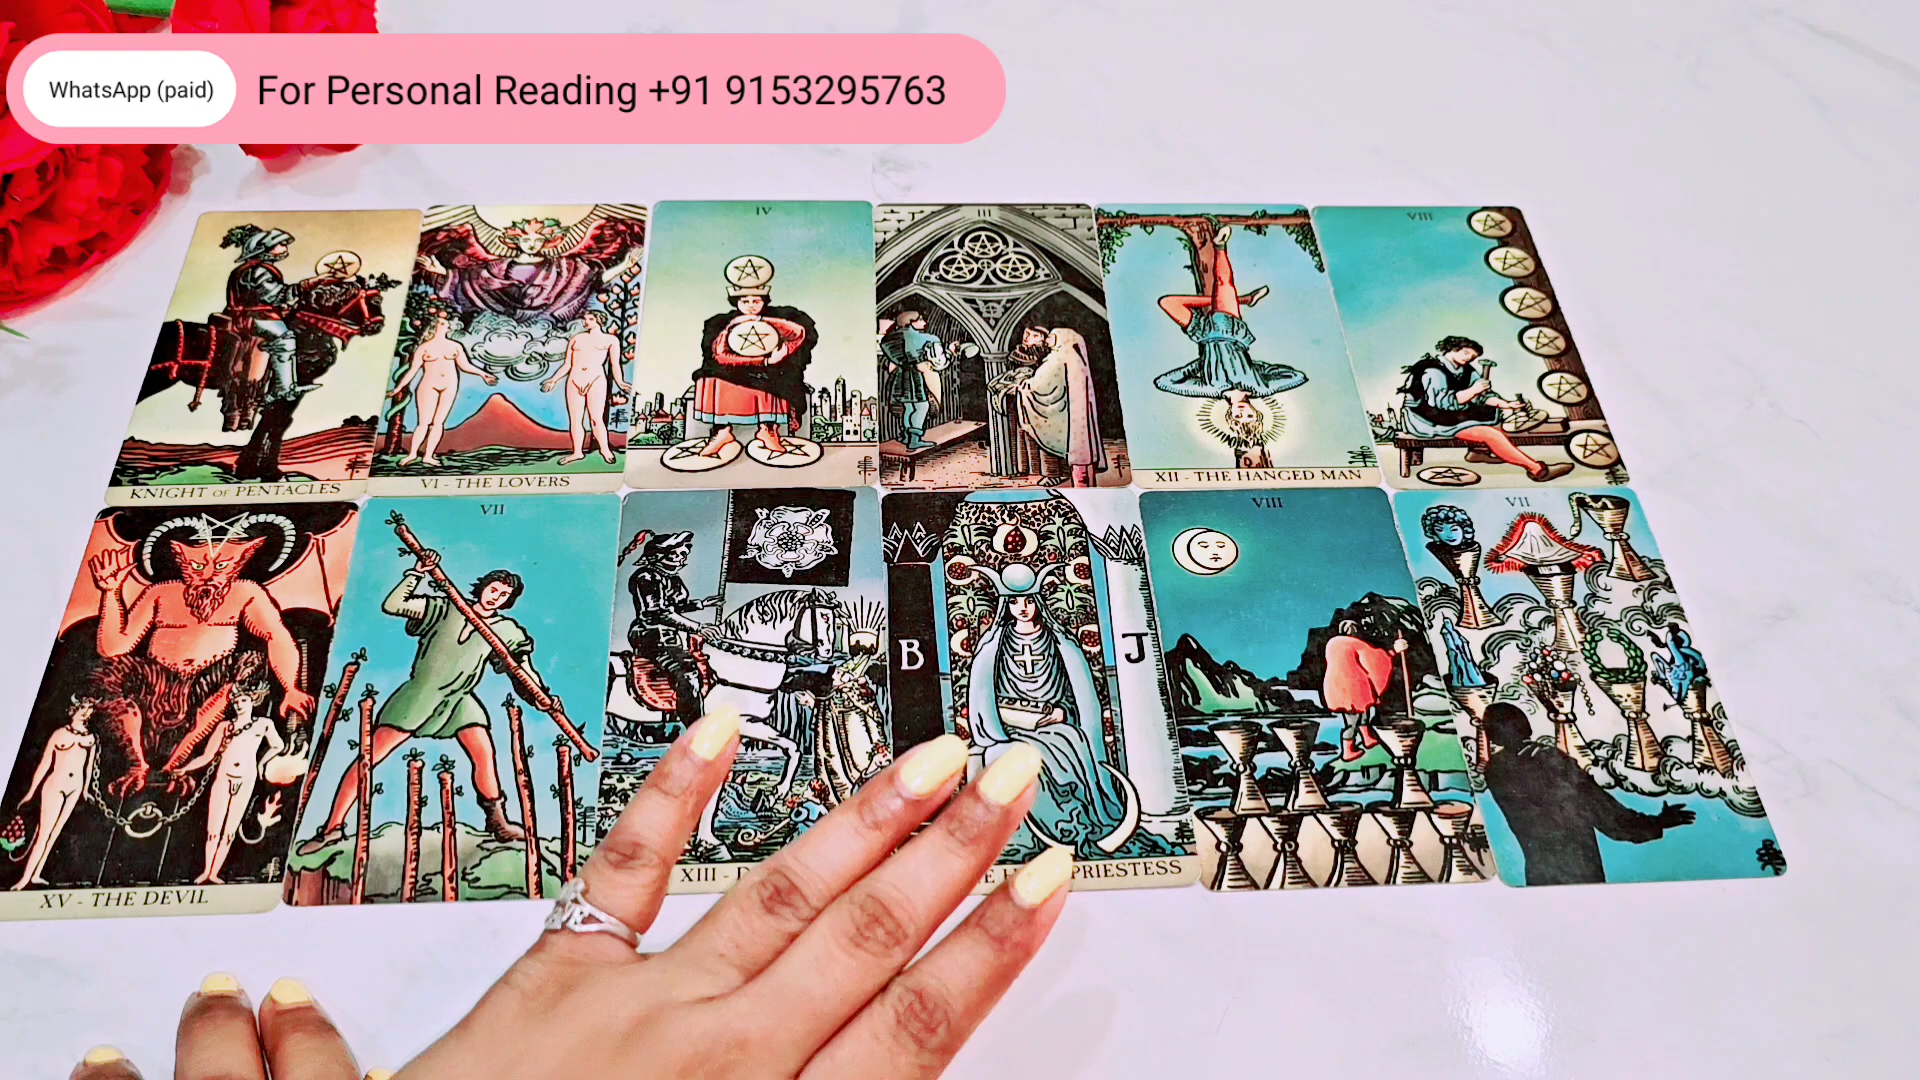 WhatsApp (paid) For Personal Reading +91 9153295763
IV
III
VIII
KNIGHT OF PENTACLES
VI - THE LOVERS
XII - THE HANGED MAN
VII
VIII
VII
B
J
XV - THE DEVIL
XIII -
PRIESTESS